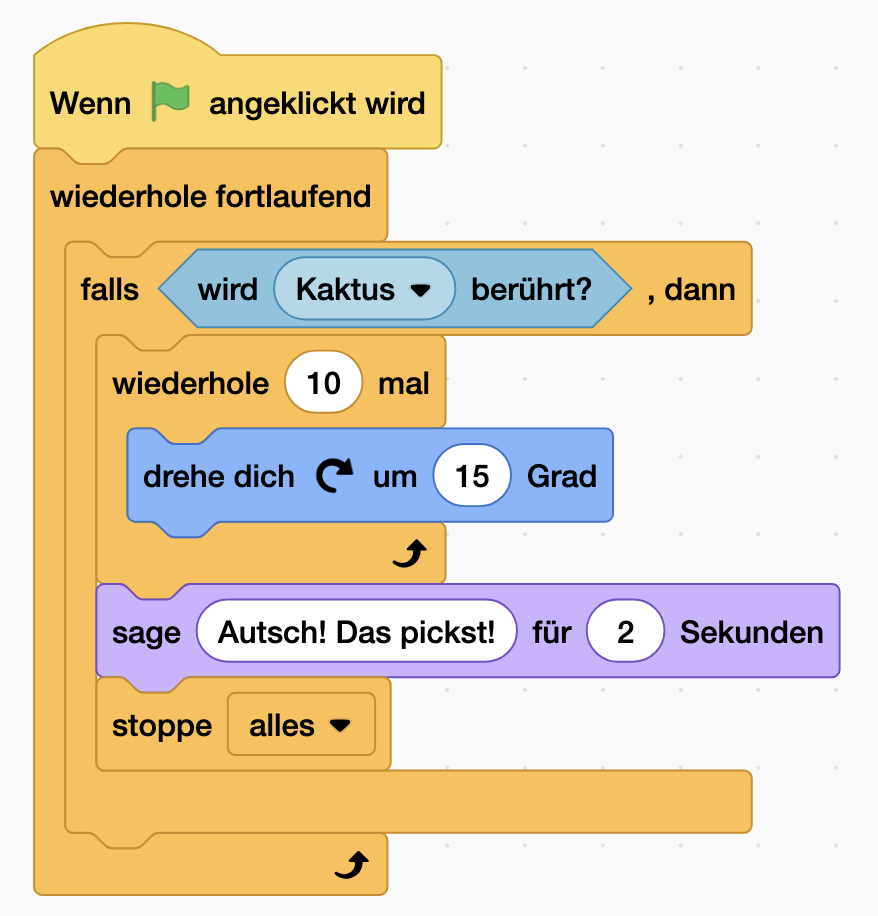 Wenn angeklickt wird
wiederhole fortlaufend
falls wird Kaktus berührt? , dann
wiederhole 10 mal
drehe dich um 15 Grad
sage Autsch! Das pickst! für 2 Sekunden
stoppe alles